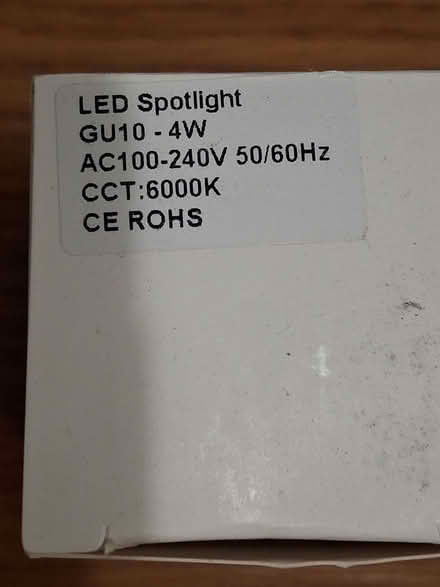 LED Spotlight
GU10 - 4W
AC100-240V 50/60Hz
CCT:6000K
CE ROHS